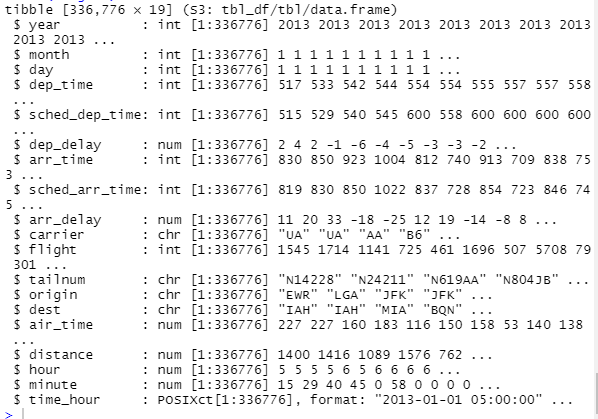 tibble [336,776 × 19] (S3: tbl_df/tbl/data.frame)
 $ year          : int [1:336776] 2013 2013 2013 2013 2013 2013 2013
2013 2013 ...
 $ month         : int [1:336776] 1 1 1 1 1 1 1 1 1 1 ...
 $ day           : int [1:336776] 1 1 1 1 1 1 1 1 1 1 ...
 $ dep_time      : int [1:336776] 517 533 542 544 554 554 555 557 557 558
...
 $ sched_dep_time: int [1:336776] 515 529 540 545 600 558 600 600 600 600
...
 $ dep_delay     : num [1:336776] 2 4 2 -1 -6 -4 -5 -3 -3 -2 ...
 $ arr_time      : int [1:336776] 830 850 923 1004 812 740 913 709 838 75
3 ...
 $ sched_arr_time: int [1:336776] 819 830 850 1022 837 728 854 723 846 74
5 ...
 $ arr_delay     : num [1:336776] 11 20 33 -18 -25 12 19 -14 -8 8 ...
 $ carrier       : chr [1:336776] "UA" "UA" "AA" "B6" ...
 $ flight        : int [1:336776] 1545 1714 1141 725 461 1696 507 5708 79
301 ...
 $ tailnum       : chr [1:336776] "N14228" "N24211" "N619AA" "N804JB" ...
 $ origin        : chr [1:336776] "EWR" "LGA" "JFK" "JFK" ...
 $ dest          : chr [1:336776] "IAH" "IAH" "MIA" "BQN" ...
 $ air_time      : num [1:336776] 227 227 160 183 116 150 158 53 140 138
...
 $ distance      : num [1:336776] 1400 1416 1089 1576 762 ...
 $ hour          : num [1:336776] 5 5 5 5 6 5 6 6 6 6 ...
 $ minute        : num [1:336776] 15 29 40 45 0 58 0 0 0 0 ...
 $ time_hour     : POSIXct[1:336776], format: "2013-01-01 05:00:00" ...
>